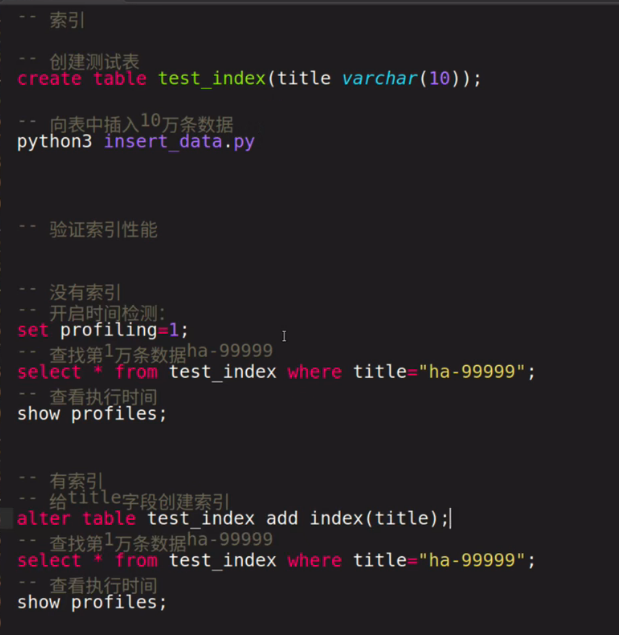 -- 索引
-- 创建测试表
create table test_index(title varchar(10));
-- 向表中插入10万条数据
python3 insert_data.py
-- 验证索引性能
-- 没有索引
-- 开启时间检测:
set profiling=1;
-- 查找第1万条数据ha-99999
select * from test_index where title="ha-99999";
-- 查看执行时间
show profiles;
-- 有索引
-- 给title字段创建索引
alter table test_index add index(title);
-- 查找第1万条数据ha-99999
select * from test_index where title="ha-99999";
-- 查看执行时间
show profiles;